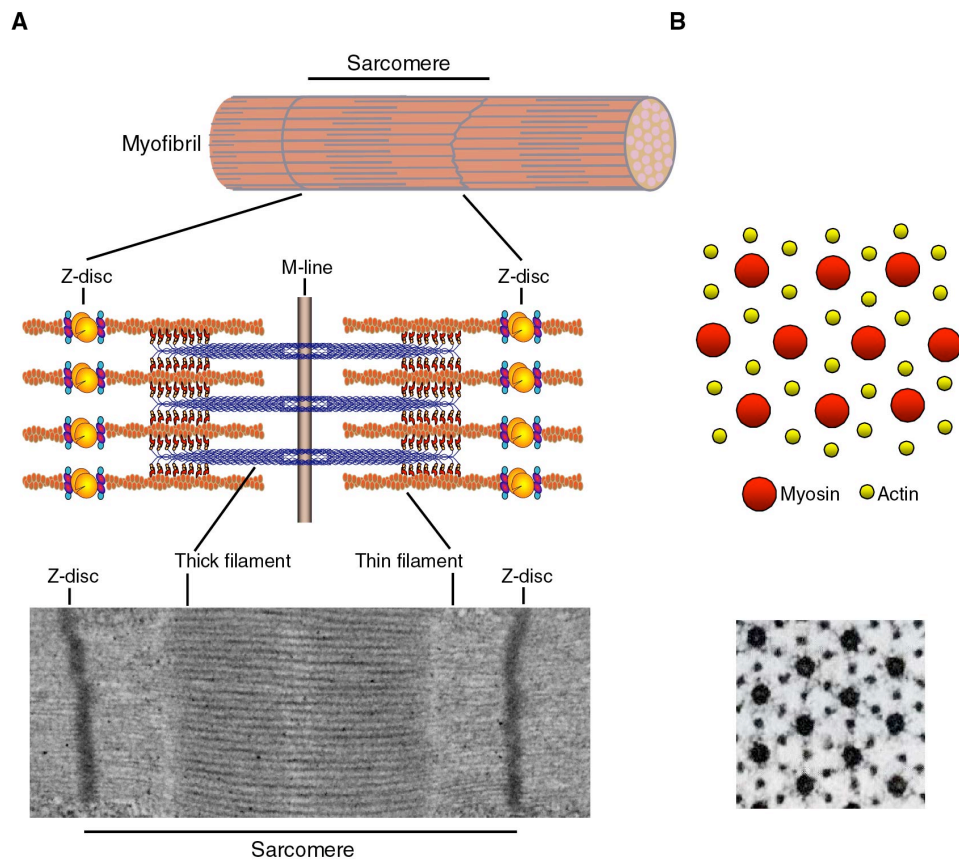 A
B
Sarcomere
Myofibril
Z-disc
M-line
Z-disc
Myosin
Actin
Thick filament
Thin filament
Z-disc
Z-disc
Sarcomere